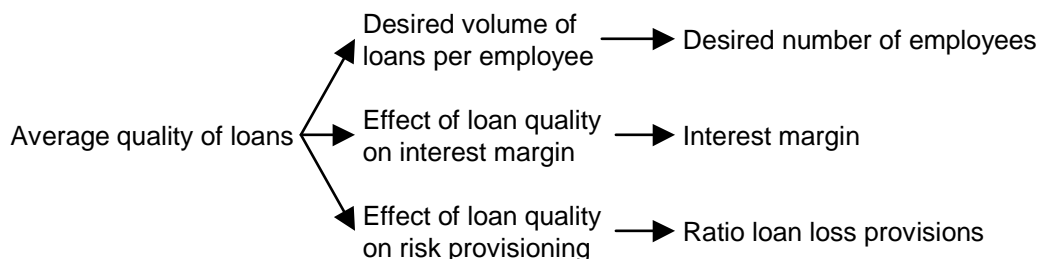 Average quality of loans
Desired volume of
loans per employee
Desired number of employees
Effect of loan quality
on interest margin
Interest margin
Effect of loan quality
on risk provisioning
Ratio loan loss provisions